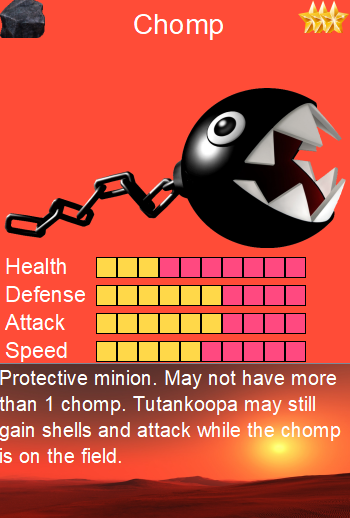 Chomp
Health
Defense
Attack
Speed
Protective minion. May not have more
than 1 chomp. Tutankoopa may still
gain shells and attack while the chomp
is on the field.